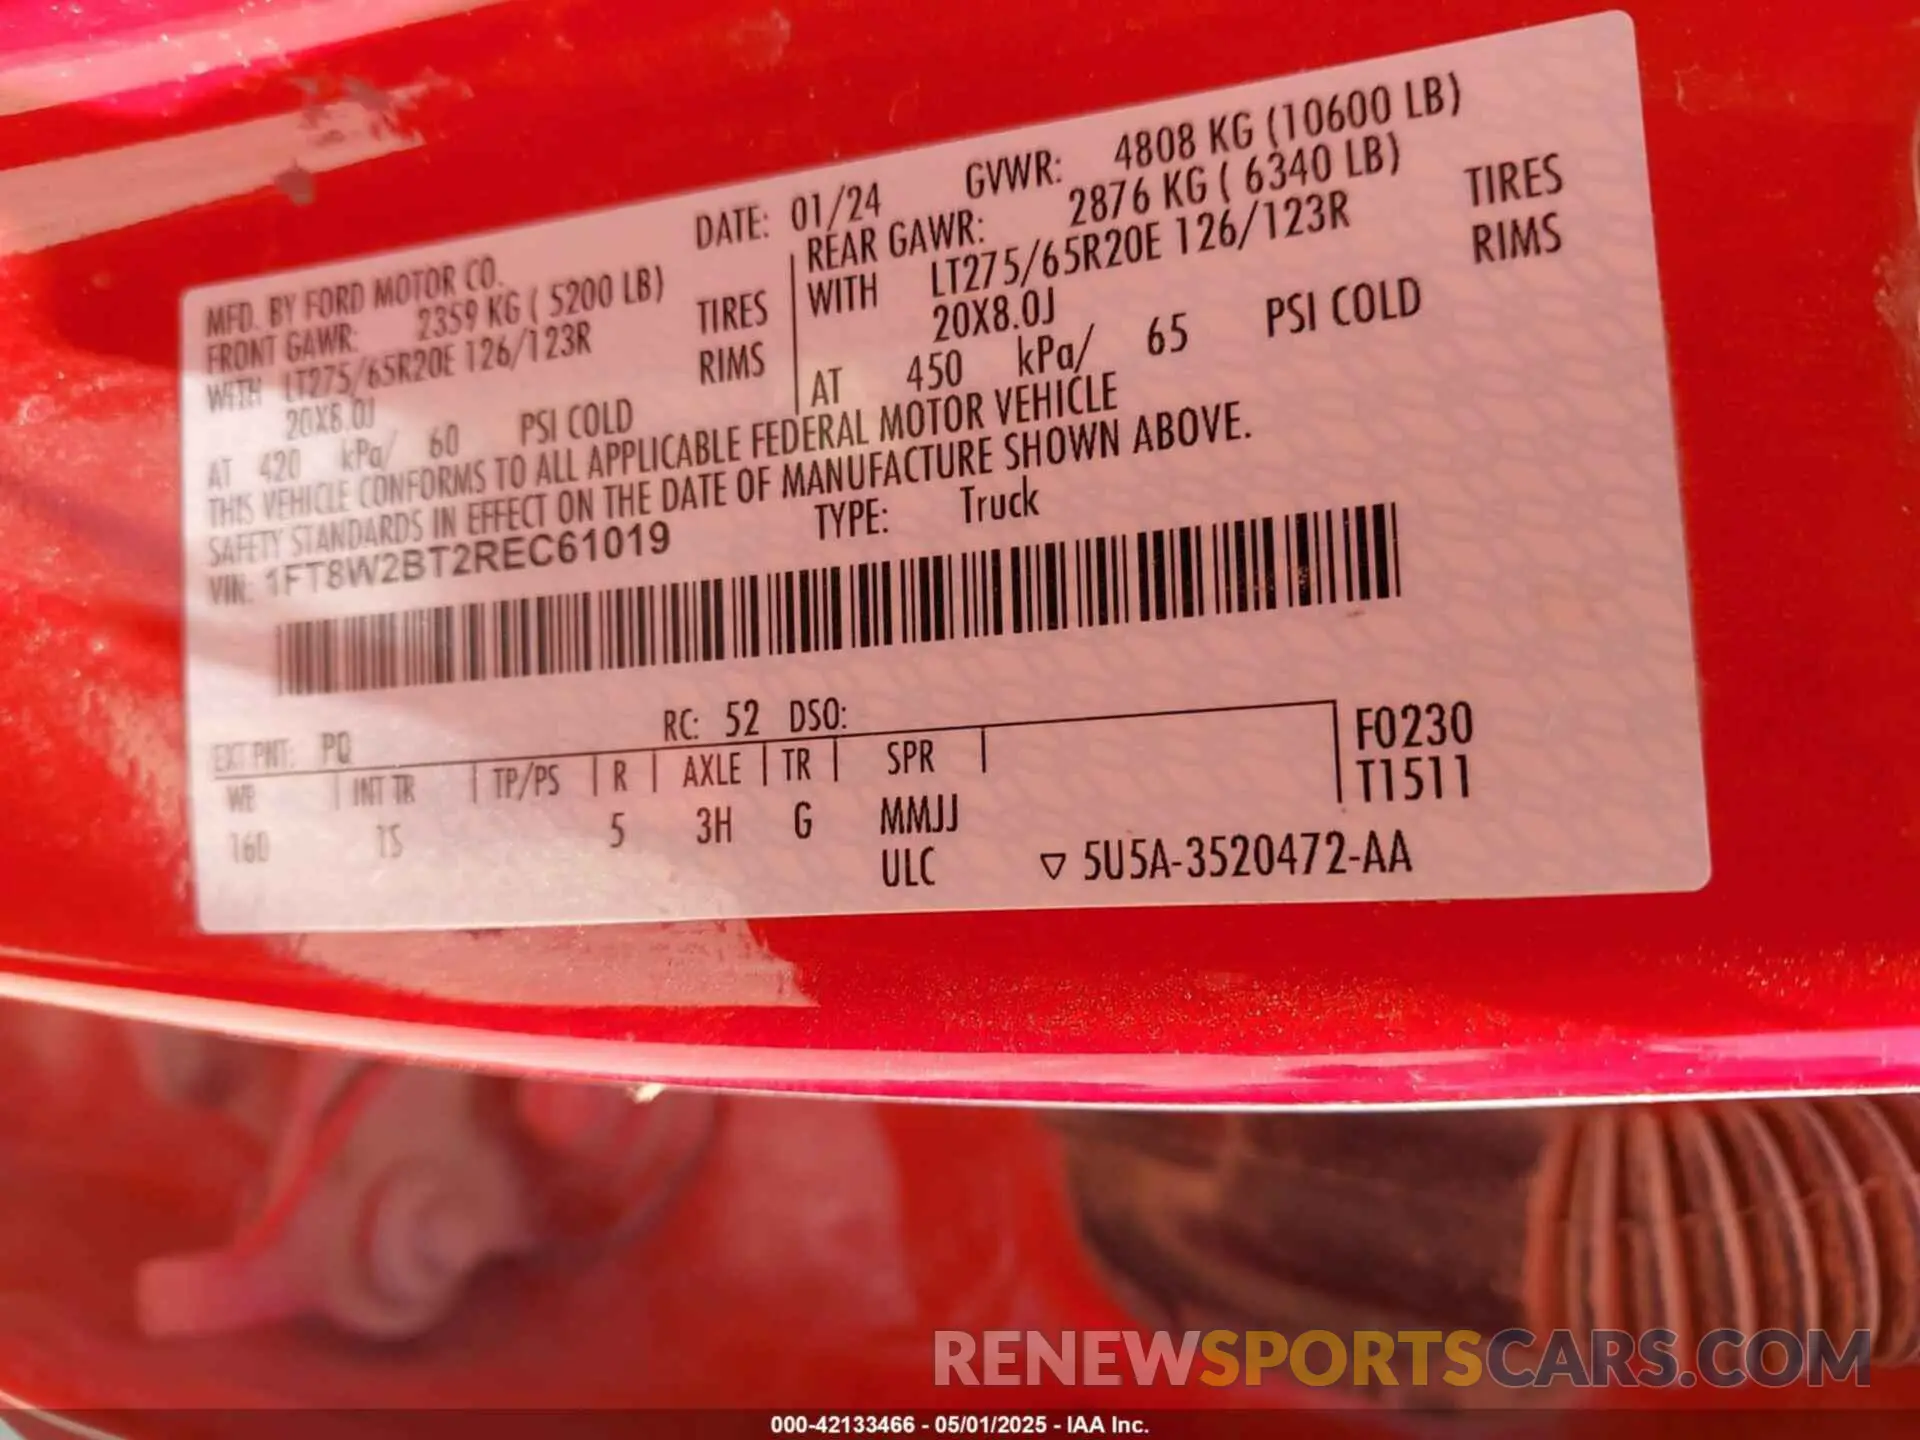 MFD. BY FORD MOTOR CO. DATE: 01/24 GVWR: 4808 KG (10600 LB)
FRONT GAWR: 2359 KG ( 5200 LB) REAR GAWR: 2876 KG ( 6340 LB)
WITH LT275/65R20E 126/123R TIRES WITH LT275/65R20E 126/123R TIRES
20X8.0J RIMS 20X8.0J RIMS
AT 420 kPa/ 60 PSI COLD AT 450 kPa/ 65 PSI COLD
THIS VEHICLE CONFORMS TO ALL APPLICABLE FEDERAL MOTOR VEHICLE
SAFETY STANDARDS IN EFFECT ON THE DATE OF MANUFACTURE SHOWN ABOVE.
VIN: 1FT8W2BT2REC61019 TYPE: Truck
EXT PNT: PQ RC: 52 DSO: F0230
WB INT TR TP/PS R AXLE TR SPR T1511
160 TS 5 3H G MMJJ
ULC ▽ 5U5A-3520472-AA
RENEWSPORTSCARS.COM
000-42133466 - 05/01/2025 - IAA Inc.